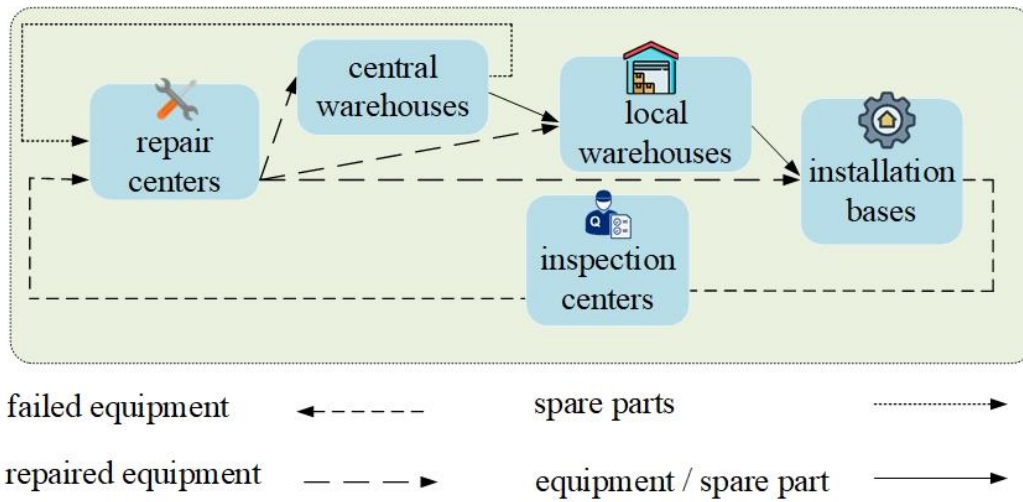 central
warehouses
repair
centers
local
warehouses
installation
bases
Q
inspection
centers
failed equipment
spare parts
repaired equipment
equipment / spare part